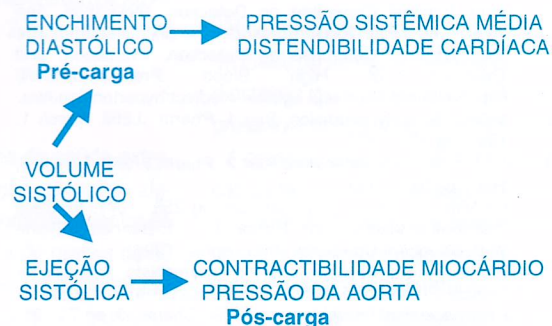 ENCHIMENTO
DIASTÓLICO
Pré-carga
PRESSÃO SISTÊMICA MÉDIA
DISTENDIBILIDADE CARDÍACA
VOLUME
SISTÓLICO
EJEÇÃO
SISTÓLICA
CONTRACTIBILIDADE MIOCÁRDIO
PRESSÃO DA AORTA
Pós-carga